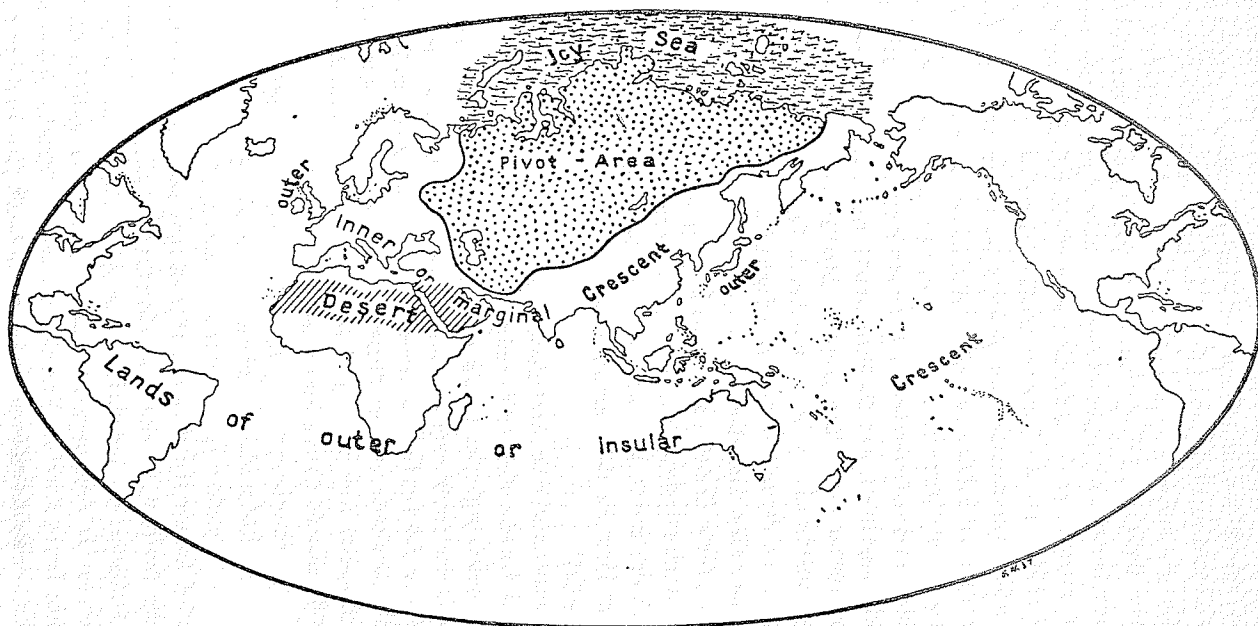 Icy Sea
Pivot - Area
outer
Inner or marginal Crescent
outer
Desert
Lands of outer or Insular Crescent